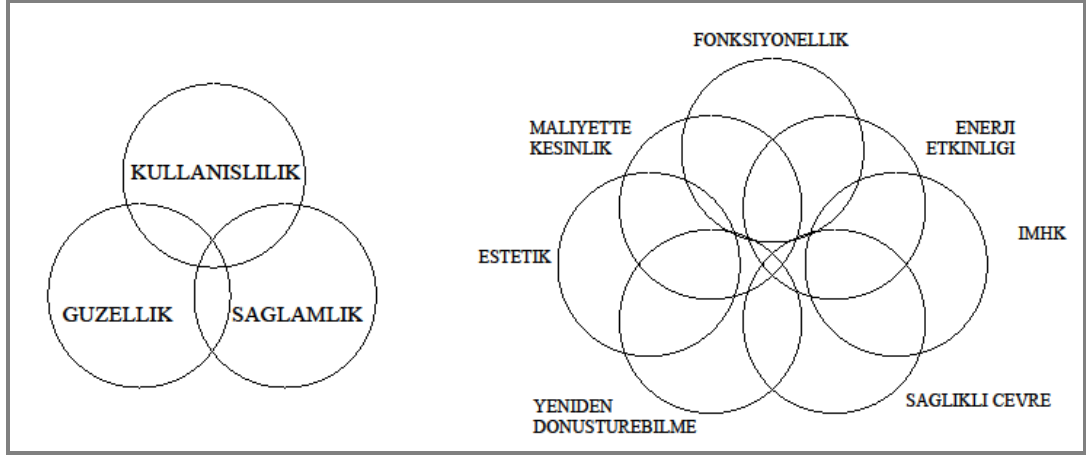 KULLANISLILIK
GUZELLIK
SAGLAMLIK
FONKSIYONELLIK
MALIYETTE
KESINLIK
ENERJI
ETKINLIGI
ESTETIK
IMHK
YENIDEN
DONUSTUREBILME
SAGLIKLI CEVRE